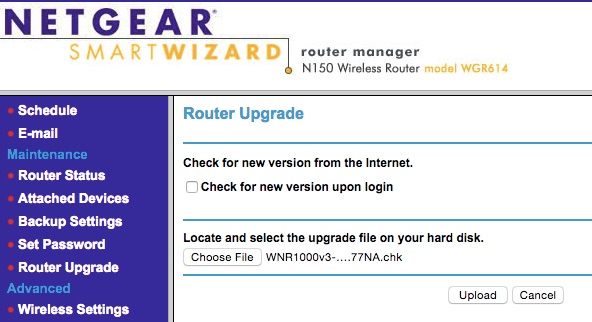 NETGEAR
SMARTWIZARD
router manager
N150 Wireless Router model WGR614
Schedule
E-mail
Maintenance
Router Status
Attached Devices
Backup Settings
Set Password
Router Upgrade
Advanced
Wireless Settings
Router Upgrade
Check for new version from the Internet.
Check for new version upon login
Locate and select the upgrade file on your hard disk.
Choose File WNR1000v3-....77NA.chk
Upload Cancel